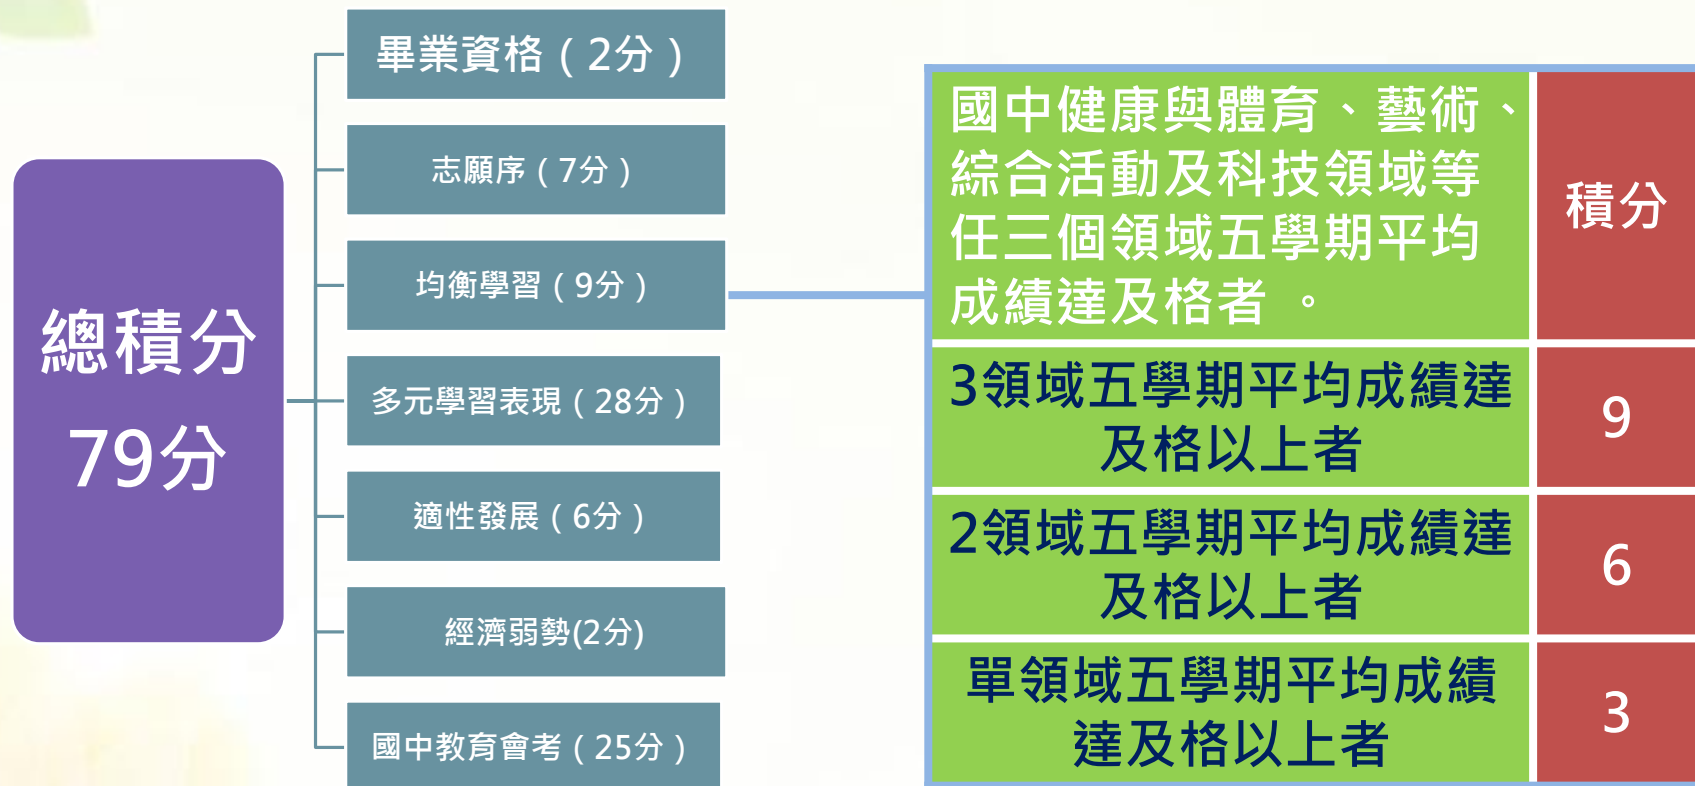 總積分
79分
畢業資格（2分）
志願序（7分）
均衡學習（9分）
多元學習表現（28分）
適性發展（6分）
經濟弱勢(2分)
國中教育會考（25分）
國中健康與體育、藝術、
綜合活動及科技領域等
任三個領域五學期平均
成績達及格者 。
積分
3領域五學期平均成績達
及格以上者
9
2領域五學期平均成績達
及格以上者
6
單領域五學期平均成績
達及格以上者
3